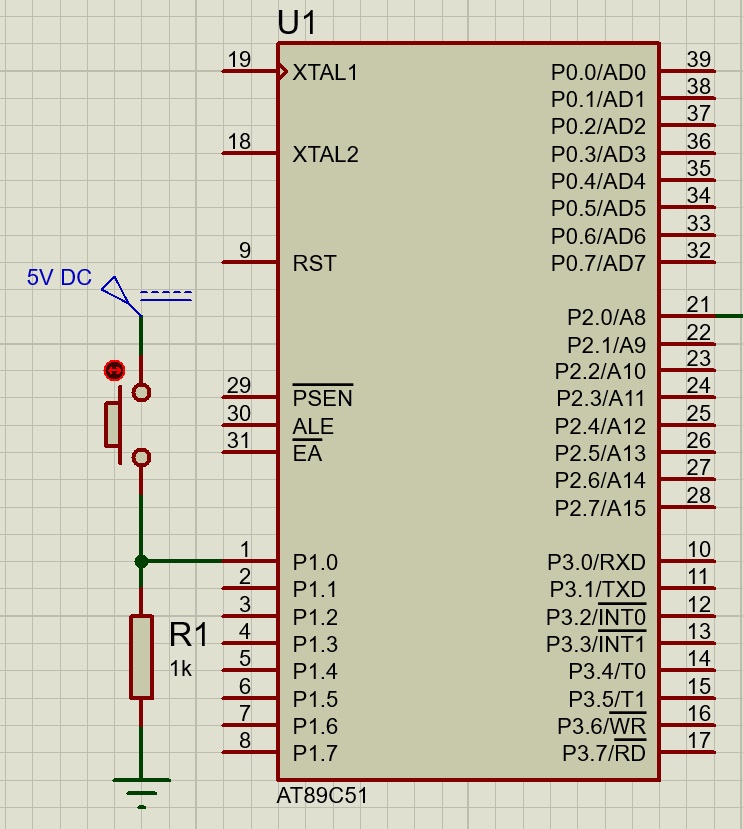 U1
19 XTAL1 P0.0/AD0 39
P0.1/AD1 38
P0.2/AD2 37
18 XTAL2 P0.3/AD3 36
P0.4/AD4 35
P0.5/AD5 34
P0.6/AD6 33
9 RST P0.7/AD7 32
5V DC
P2.0/A8 21
P2.1/A9 22
P2.2/A10 23
29 PSEN P2.3/A11 24
30 ALE P2.4/A12 25
31 EA P2.5/A13 26
P2.6/A14 27
P2.7/A15 28
1 P1.0 P3.0/RXD 10
2 P1.1 P3.1/TXD 11
3 P1.2 P3.2/INT0 12
4 P1.3 P3.3/INT1 13
R1
5 P1.4 P3.4/T0 14
1k
6 P1.5 P3.5/T1 15
7 P1.6 P3.6/WR 16
8 P1.7 P3.7/RD 17
AT89C51